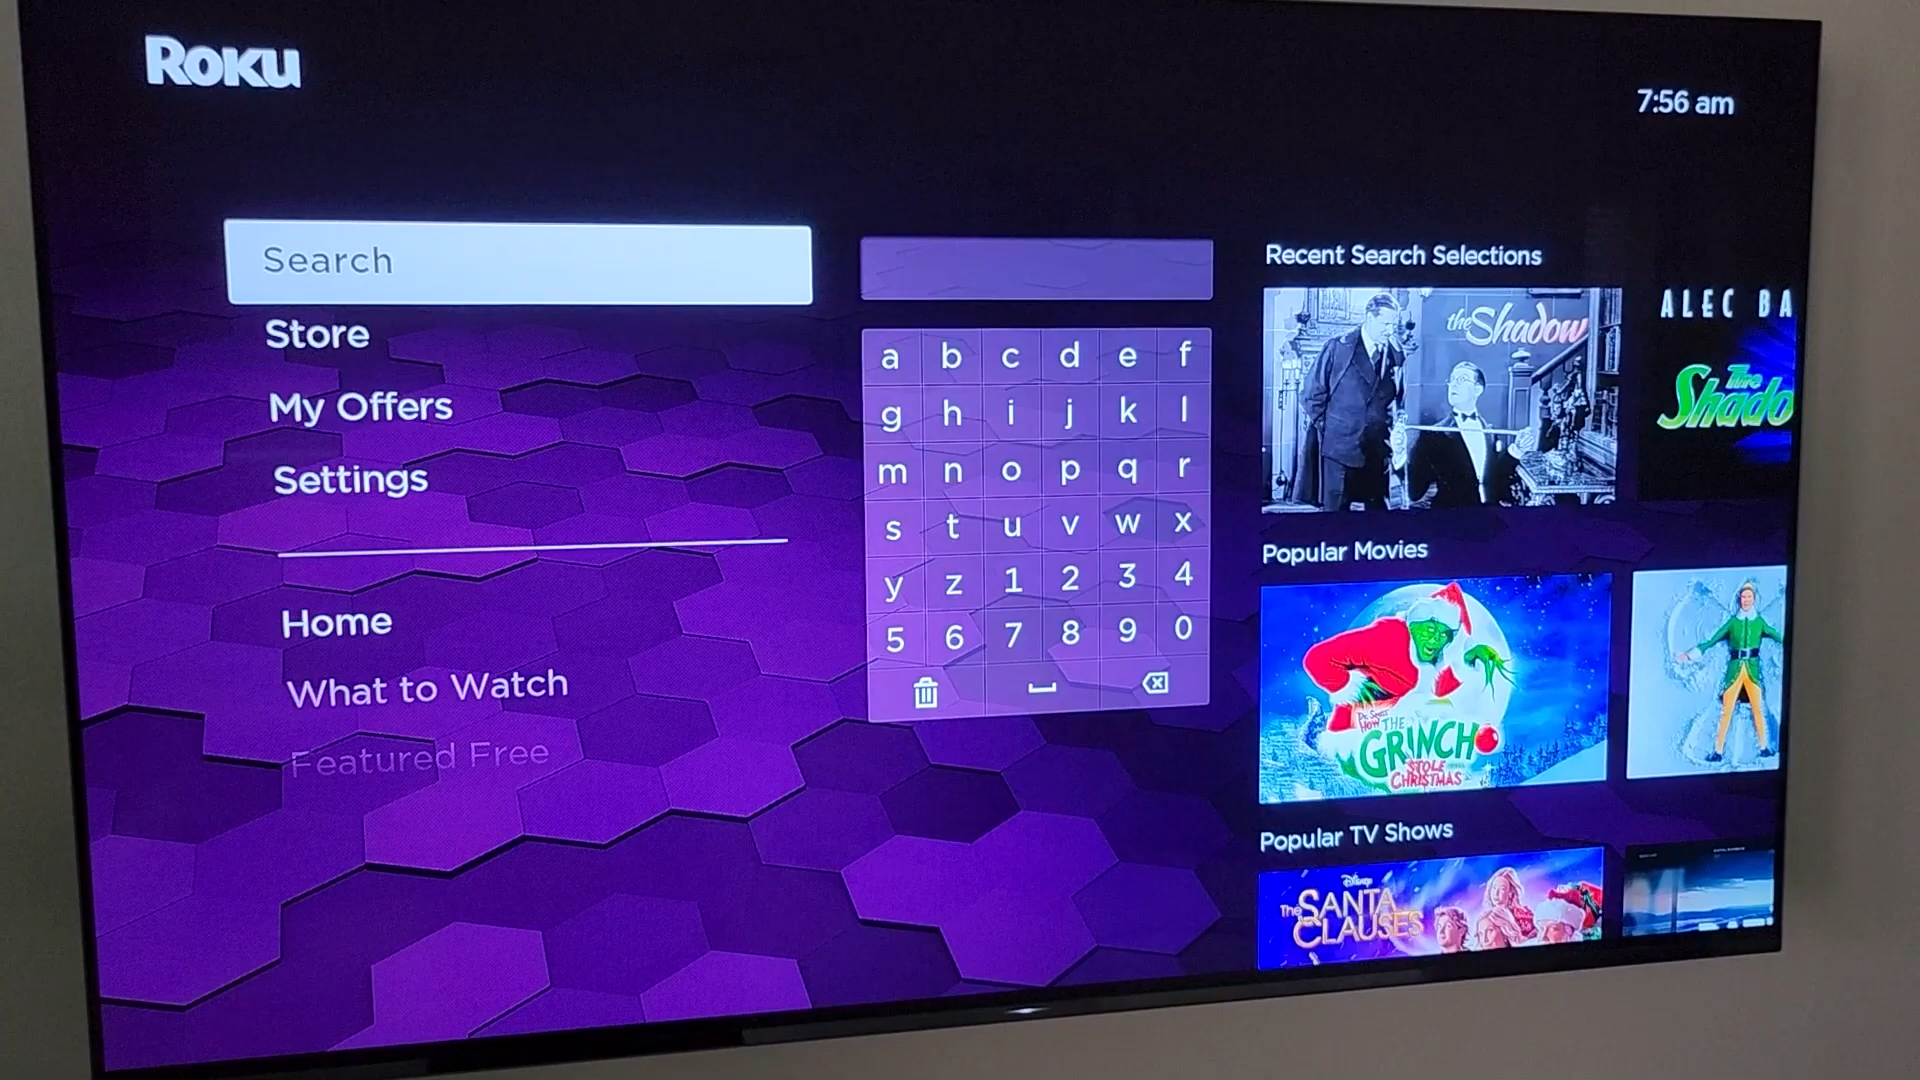 Roku
7:56 am
Search
Store
My Offers
Settings
Home
What to Watch
Featured Free
a b c d e f
g h i j k l
m n o p q r
s t u v w x
y z 1 2 3 4
5 6 7 8 9 0
Recent Search Selections
the Shadow
ALEC BA
The
Shado
Popular Movies
Dr. Seuss'
HOW THE
GRINCH
STOLE
CHRISTMAS
Popular TV Shows
Disney
The SANTA
CLAUSES